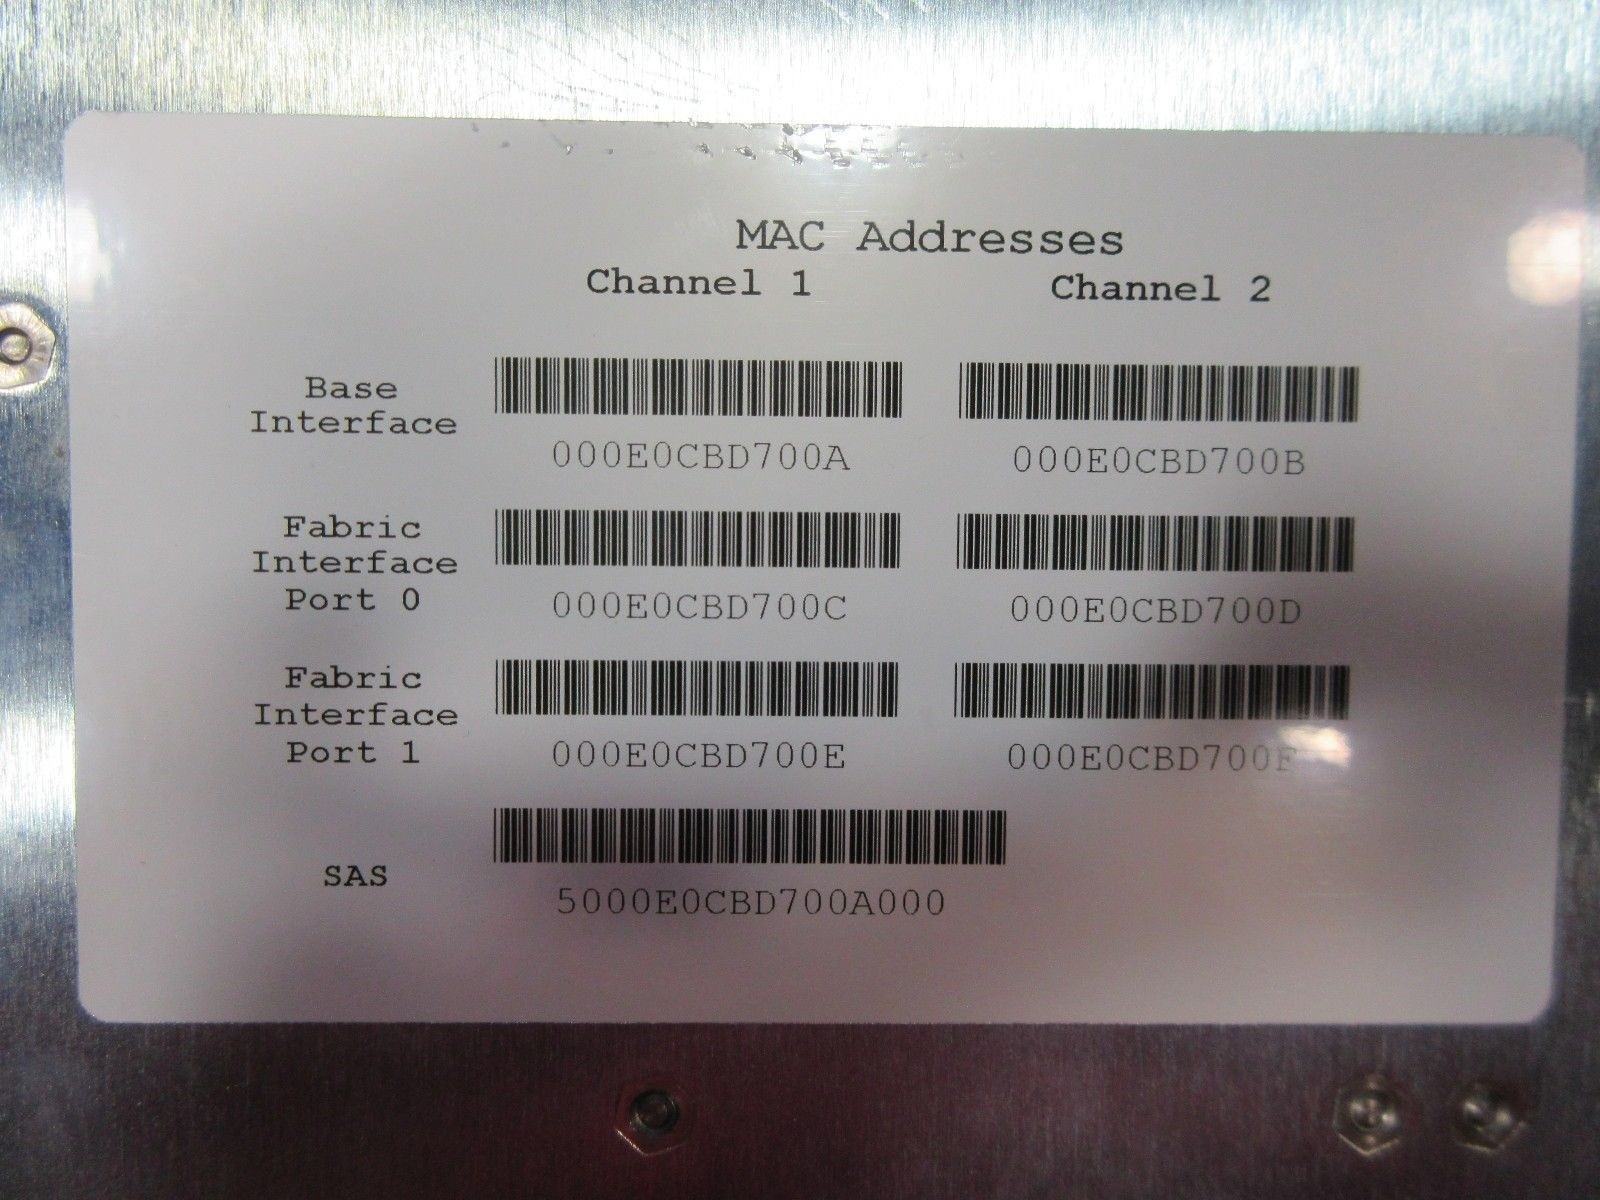 MAC Addresses
Channel 1 Channel 2
Base
Interface
000E0CBD700A 000E0CBD700B
Fabric
Interface
Port 0
000E0CBD700C 000E0CBD700D
Fabric
Interface
Port 1
000E0CBD700E 000E0CBD700F
SAS
5000E0CBD700A000